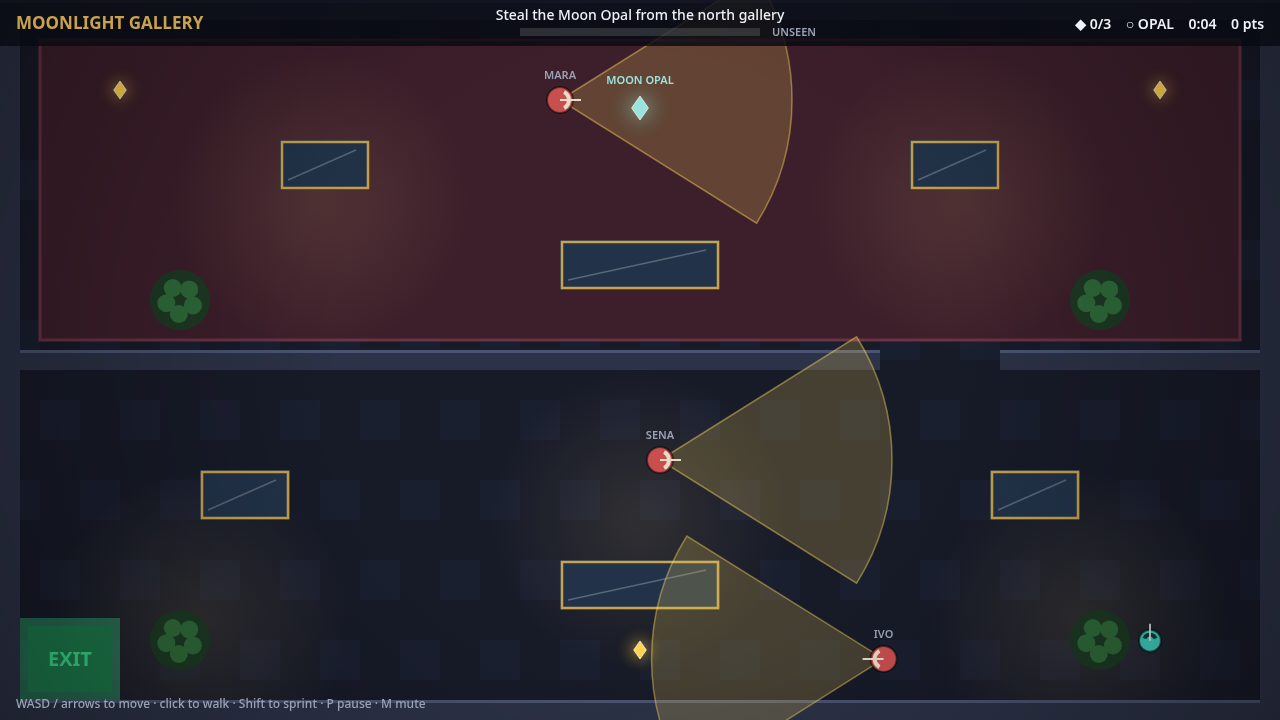 MOONLIGHT GALLERY
Steal the Moon Opal from the north gallery
UNSEEN
◆ 0/3 ○ OPAL 0:04 0 pts
MARA
MOON OPAL
SENA
IVO
EXIT
WASD / arrows to move · click to walk · Shift to sprint · P pause · M mute